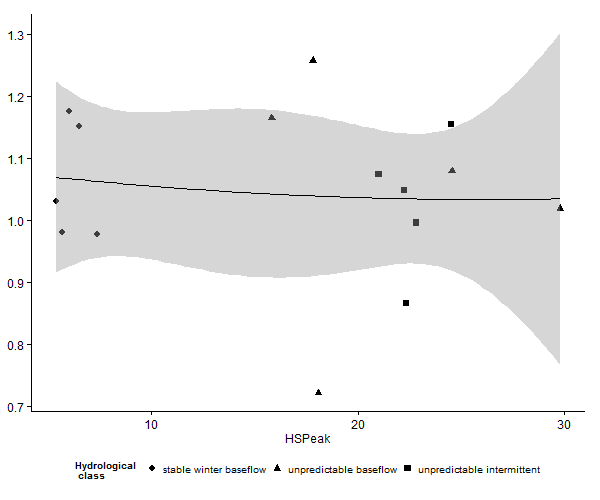 1.3
1.2
1.1
1.0
0.9
0.8
0.7
10 20 30
HSPeak
Hydrological
class
stable winter baseflow unpredictable baseflow unpredictable intermittent